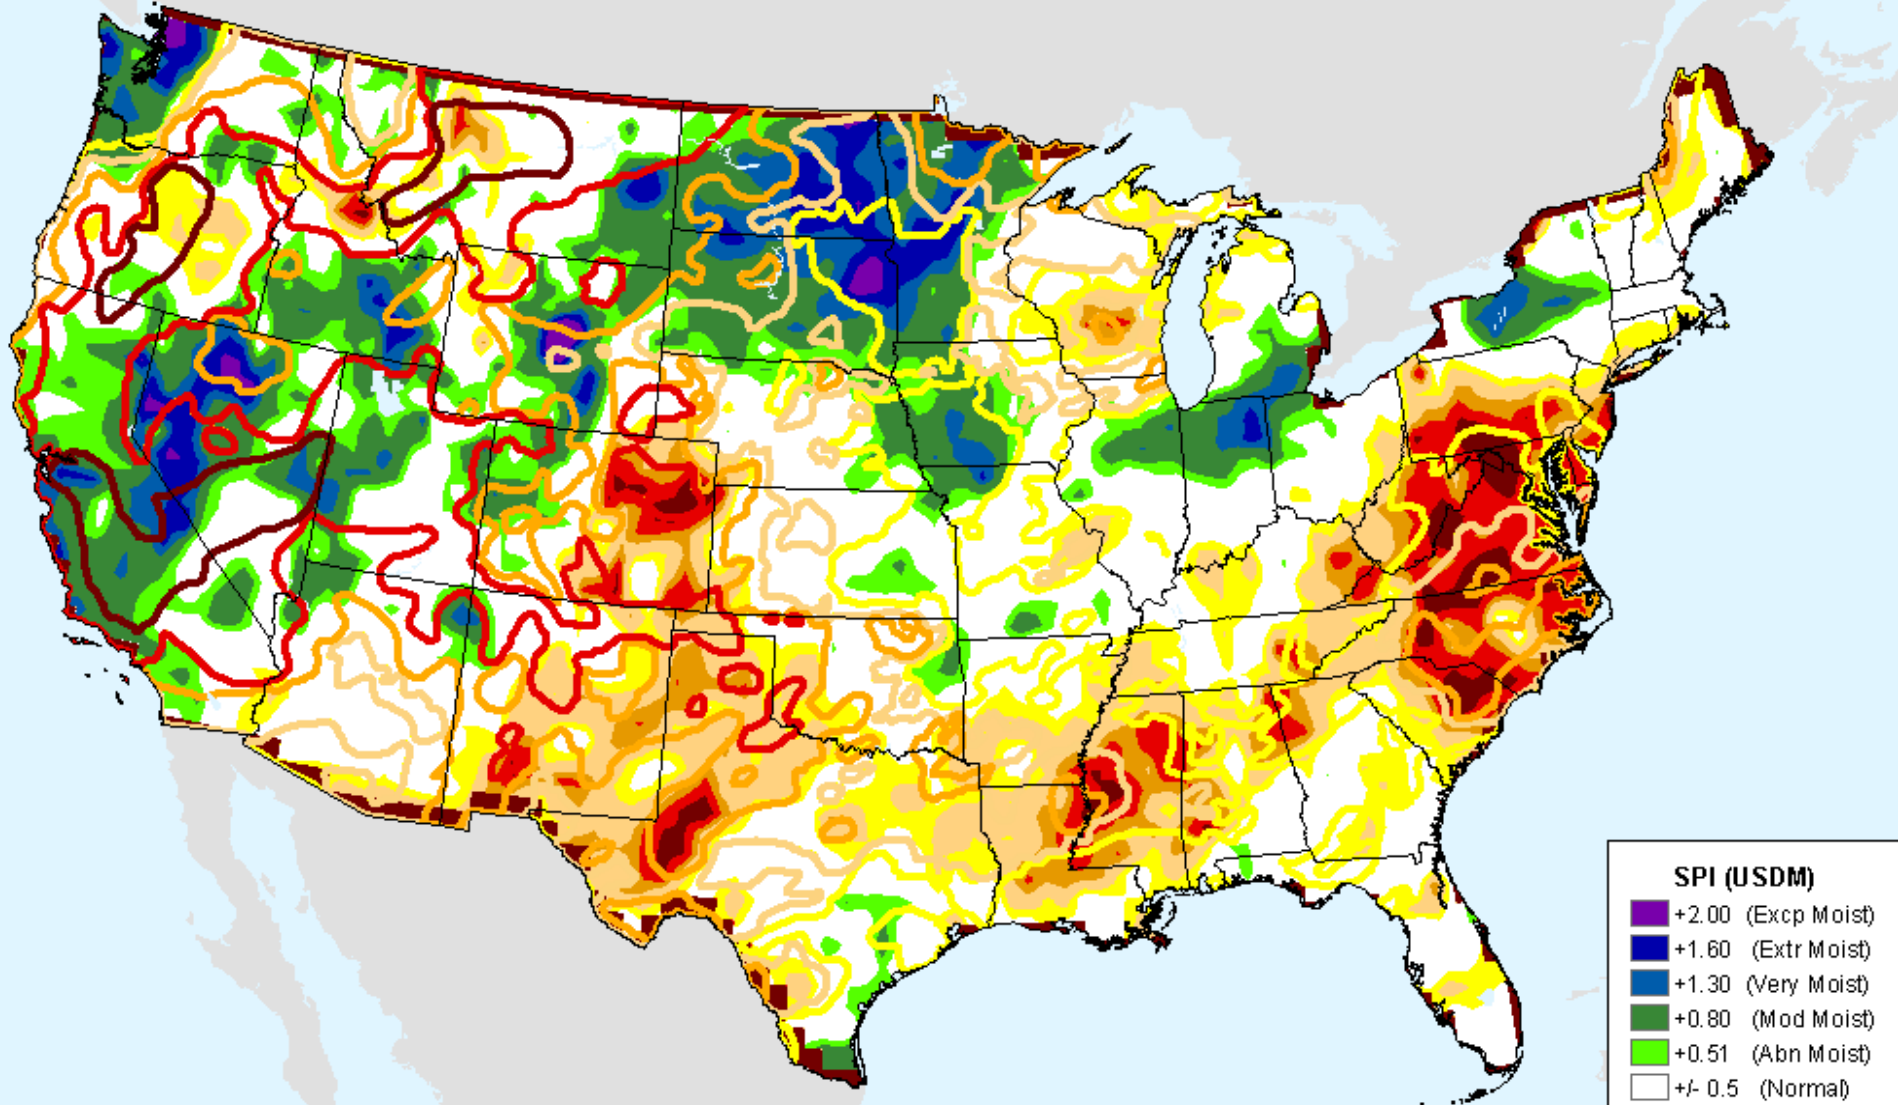 SPI (USDM)
+2.00 (Excp Moist)
+1.60 (Extr Moist)
+1.30 (Very Moist)
+0.80 (Mod Moist)
+0.51 (Abn Moist)
+/- 0.5 (Normal)